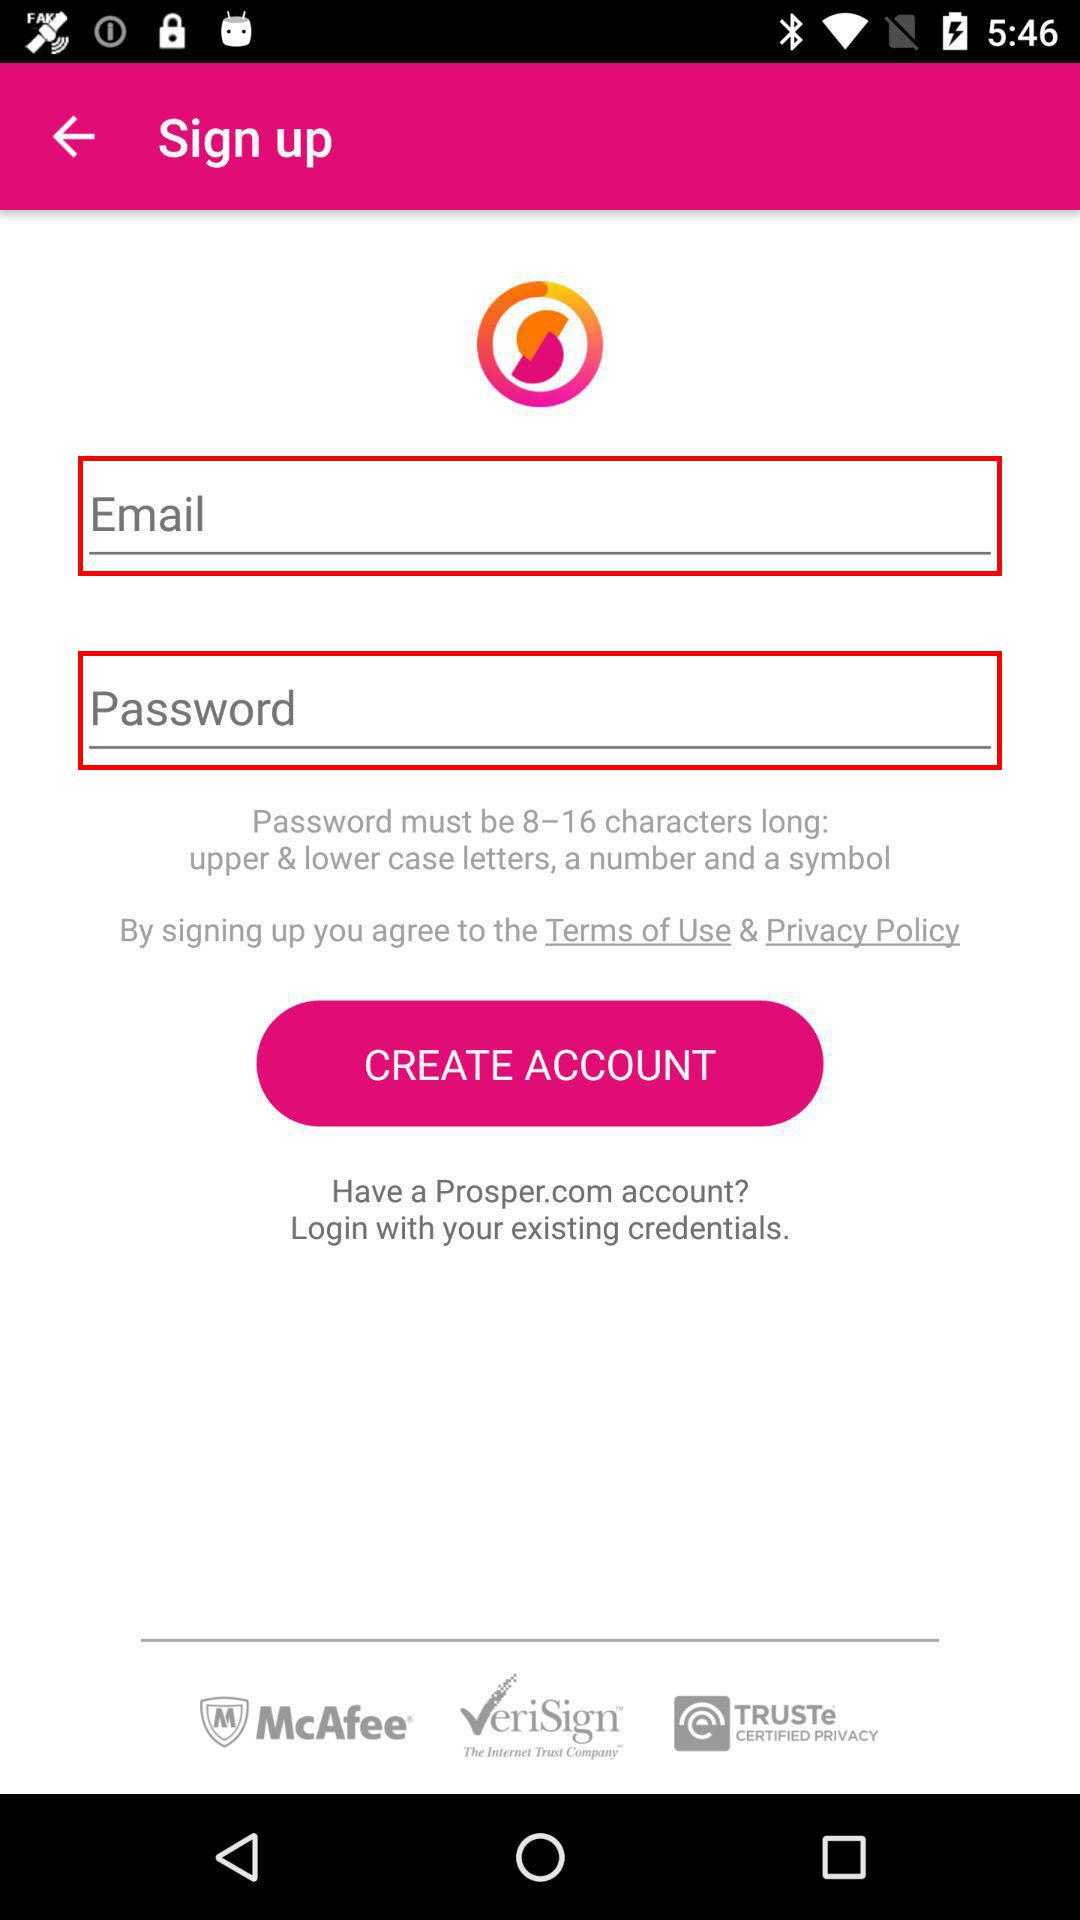 FAKE
5:46
Sign up
Email
Password
Password must be 8–16 characters long:
upper & lower case letters, a number and a symbol
By signing up you agree to the Terms of Use & Privacy Policy
CREATE ACCOUNT
Have a Prosper.com account?
Login with your existing credentials.
McAfee®
VeriSign™
The Internet Trust Company™
TRUSTe
CERTIFIED PRIVACY